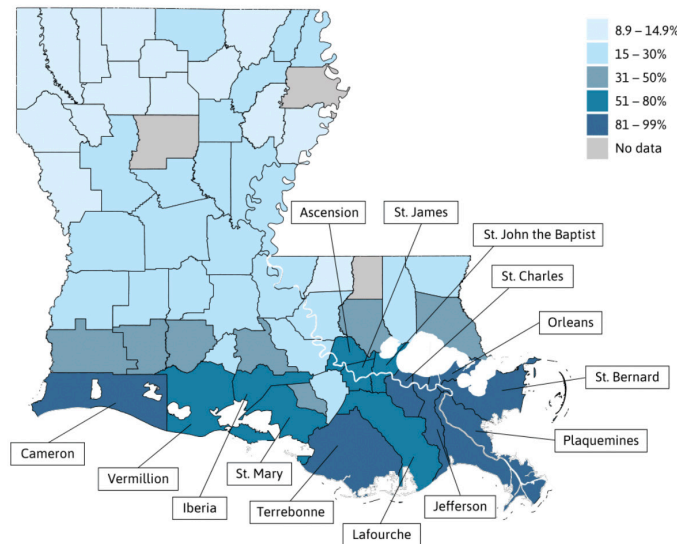 8.9 – 14.9%
15 – 30%
31 – 50%
51 – 80%
81 – 99%
No data
Ascension
St. James
St. John the Baptist
St. Charles
Orleans
St. Bernard
Plaquemines
Cameron
Vermillion
Iberia
St. Mary
Terrebonne
Lafourche
Jefferson